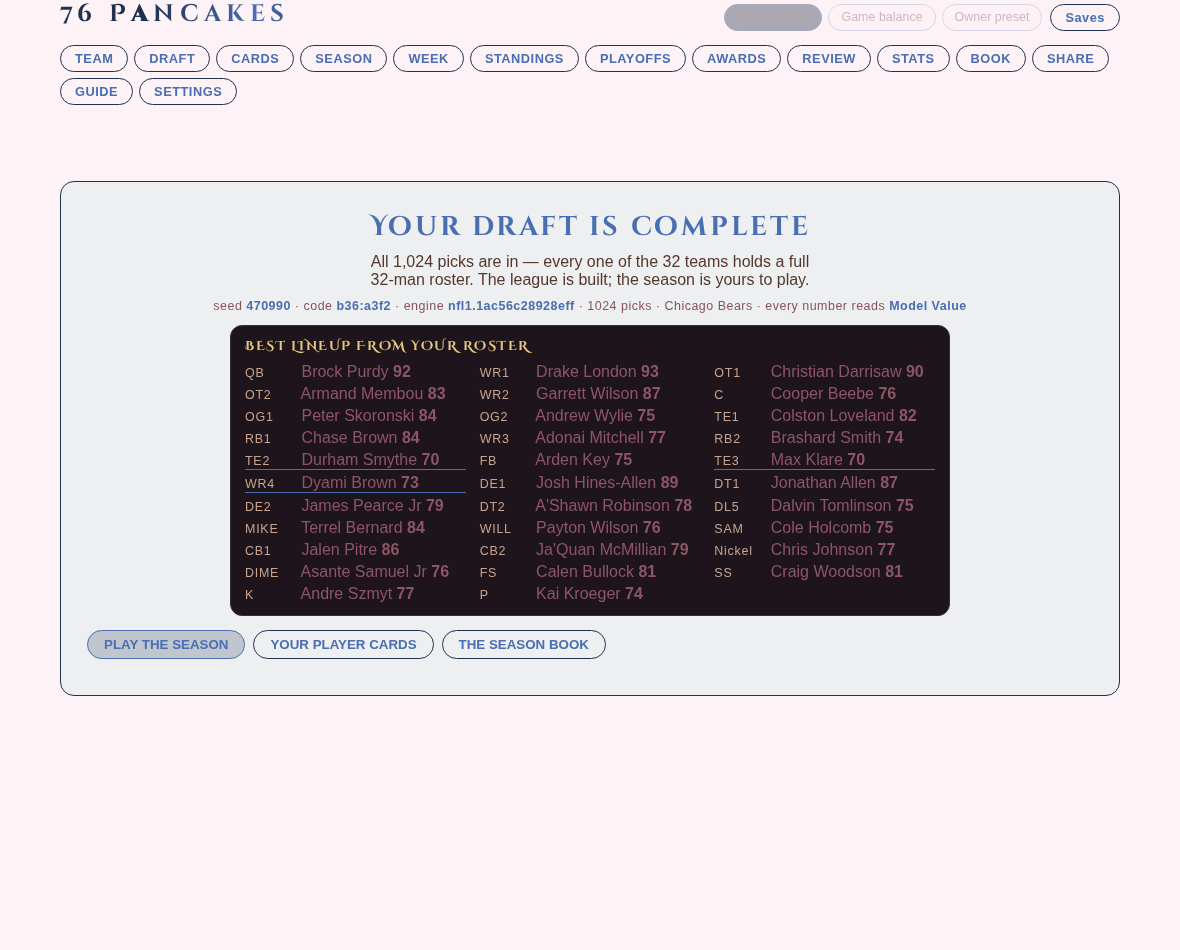 76 PANCAKES
Game balance Owner preset Saves
TEAM DRAFT CARDS SEASON WEEK STANDINGS PLAYOFFS AWARDS REVIEW STATS BOOK SHARE
GUIDE SETTINGS
YOUR DRAFT IS COMPLETE
All 1,024 picks are in — every one of the 32 teams holds a full
32-man roster. The league is built; the season is yours to play.
seed 470990 · code b36:a3f2 · engine nfl1.1ac56c28928eff · 1024 picks · Chicago Bears · every number reads Model Value
BEST LINEUP FROM YOUR ROSTER
QB Brock Purdy 92 WR1 Drake London 93 OT1 Christian Darrisaw 90
OT2 Armand Membou 83 WR2 Garrett Wilson 87 C Cooper Beebe 76
OG1 Peter Skoronski 84 OG2 Andrew Wylie 75 TE1 Colston Loveland 82
RB1 Chase Brown 84 WR3 Adonai Mitchell 77 RB2 Brashard Smith 74
TE2 Durham Smythe 70 FB Arden Key 75 TE3 Max Klare 70
WR4 Dyami Brown 73 DE1 Josh Hines-Allen 89 DT1 Jonathan Allen 87
DE2 James Pearce Jr 79 DT2 A'Shawn Robinson 78 DL5 Dalvin Tomlinson 75
MIKE Terrel Bernard 84 WILL Payton Wilson 76 SAM Cole Holcomb 75
CB1 Jalen Pitre 86 CB2 Ja'Quan McMillian 79 Nickel Chris Johnson 77
DIME Asante Samuel Jr 76 FS Calen Bullock 81 SS Craig Woodson 81
K Andre Szmyt 77 P Kai Kroeger 74
PLAY THE SEASON YOUR PLAYER CARDS THE SEASON BOOK